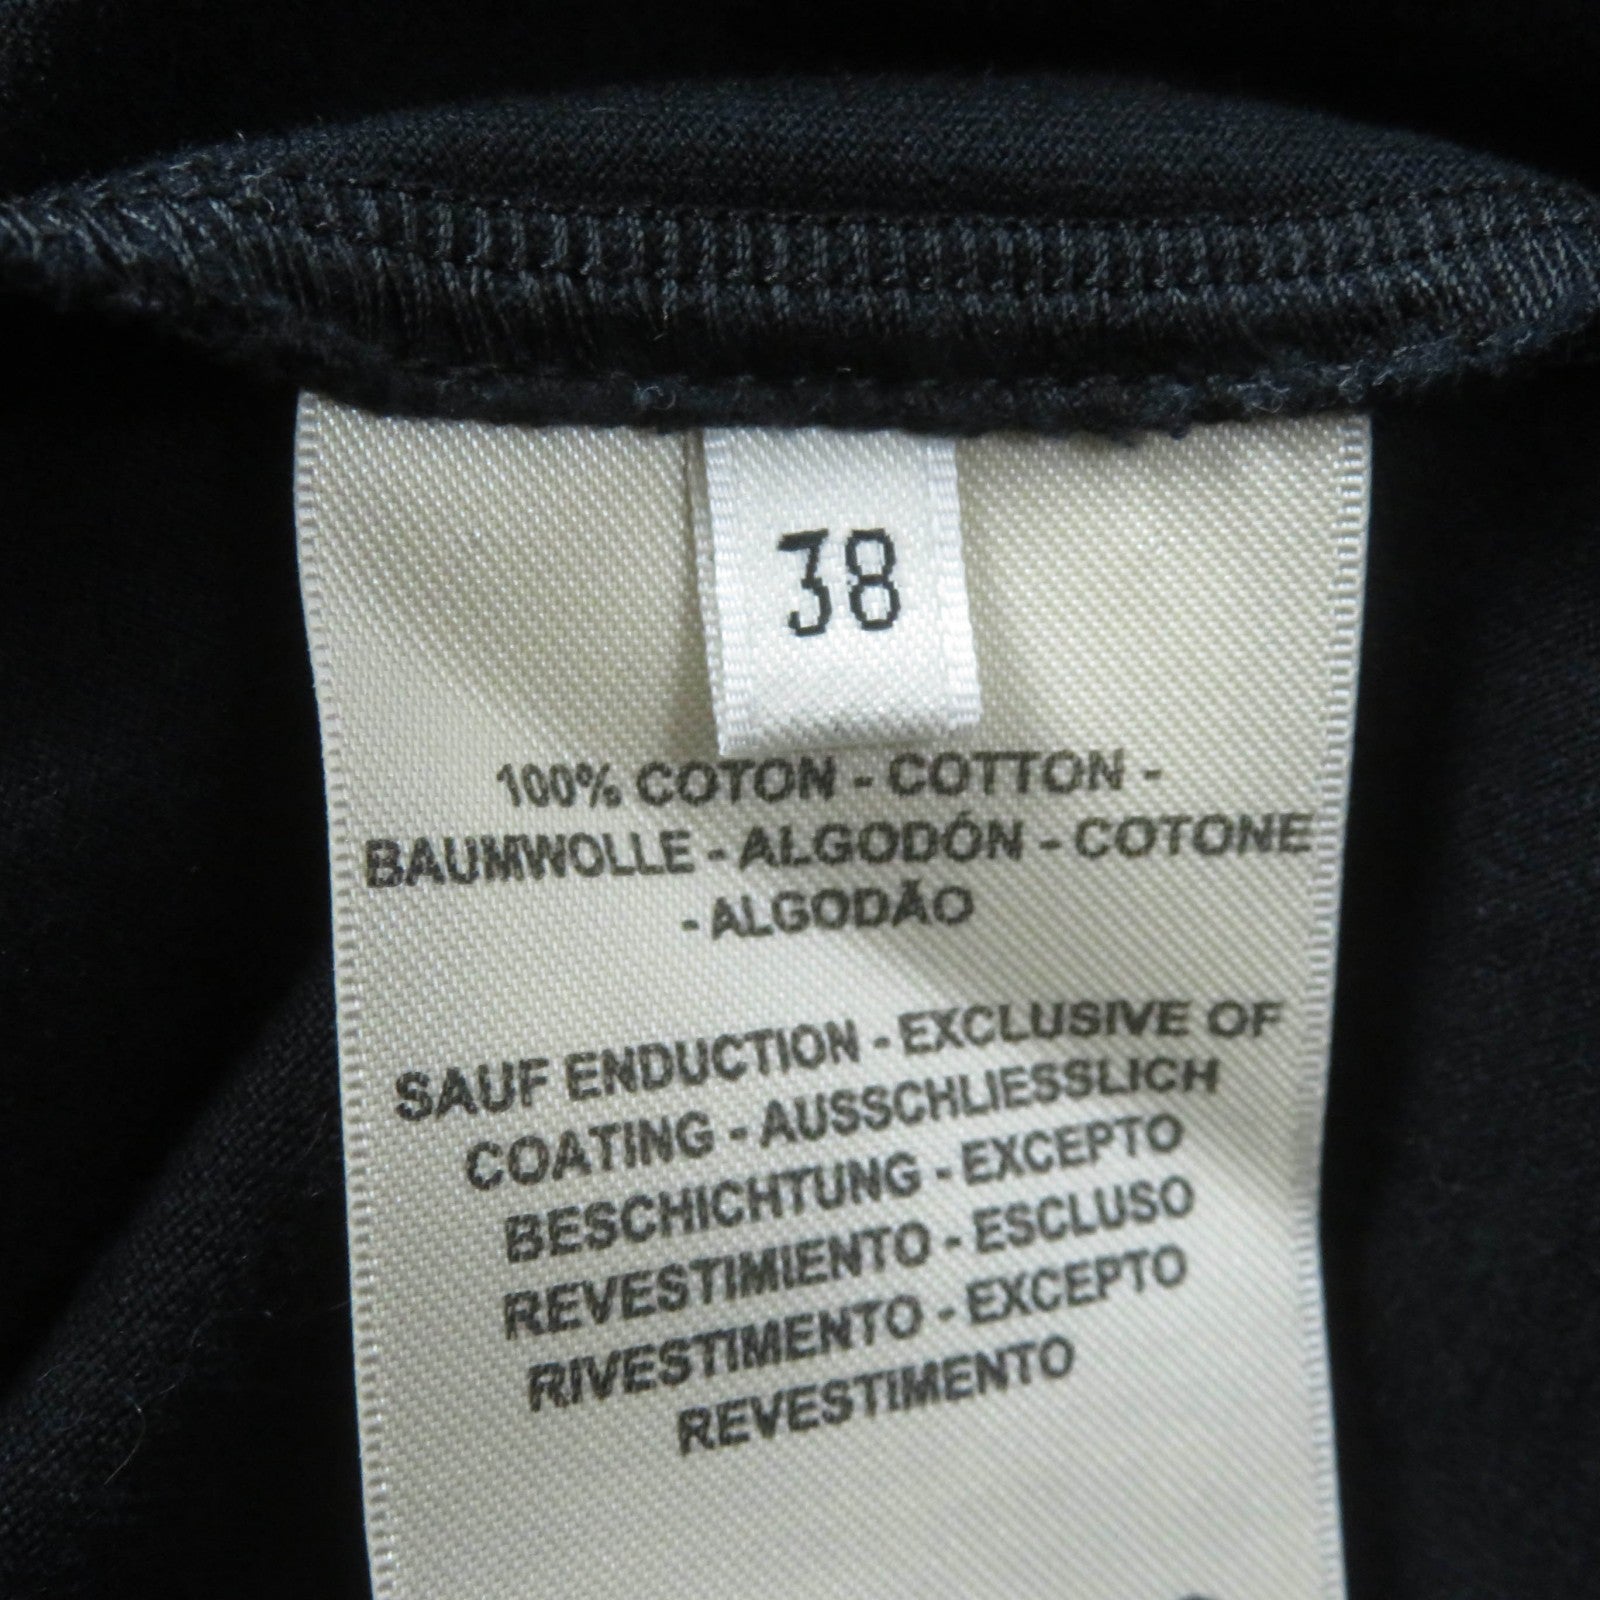 38
100% COTON - COTTON -
BAUMWOLLE - ALGODÓN - COTONE
- ALGODÃO
SAUF ENDUCTION - EXCLUSIVE OF
COATING - AUSSCHLIESSLICH
BESCHICHTUNG - EXCEPTO
REVESTIMIENTO - ESCLUSO
RIVESTIMENTO - EXCEPTO
REVESTIMENTO